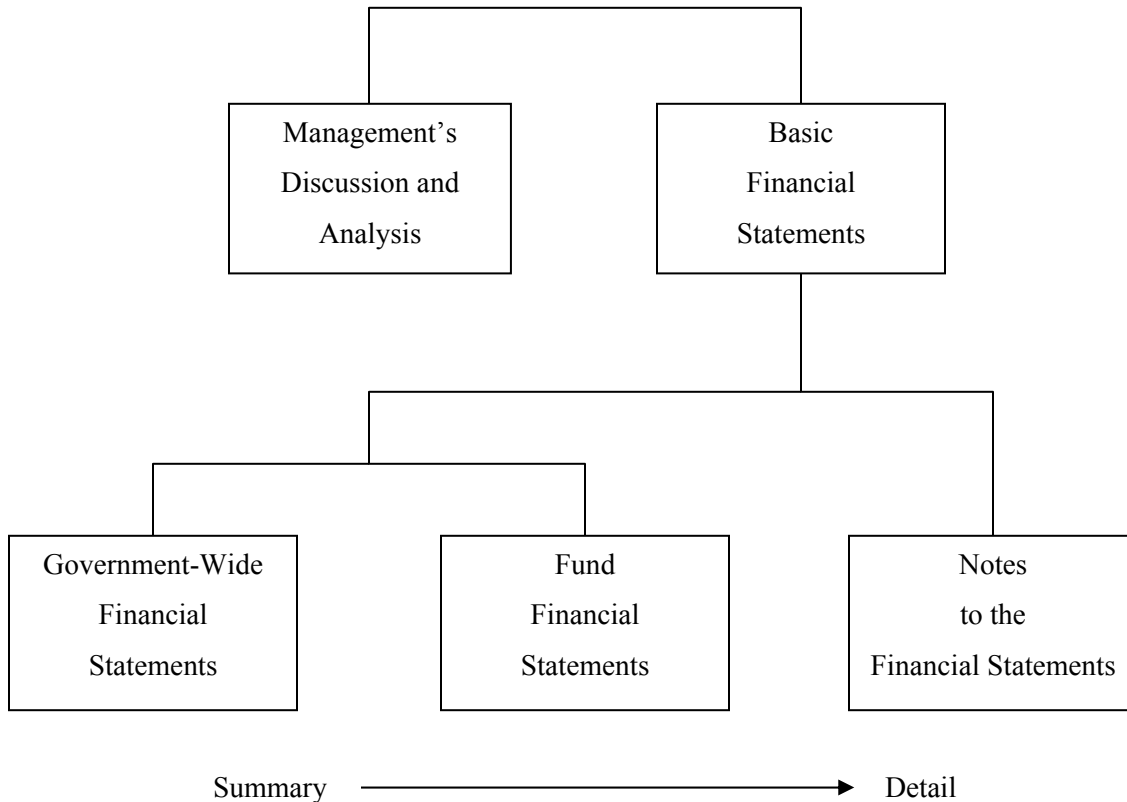 Management’s
Discussion and
Analysis
Basic
Financial
Statements
Government-Wide
Financial
Statements
Fund
Financial
Statements
Notes
to the
Financial Statements
Summary
Detail